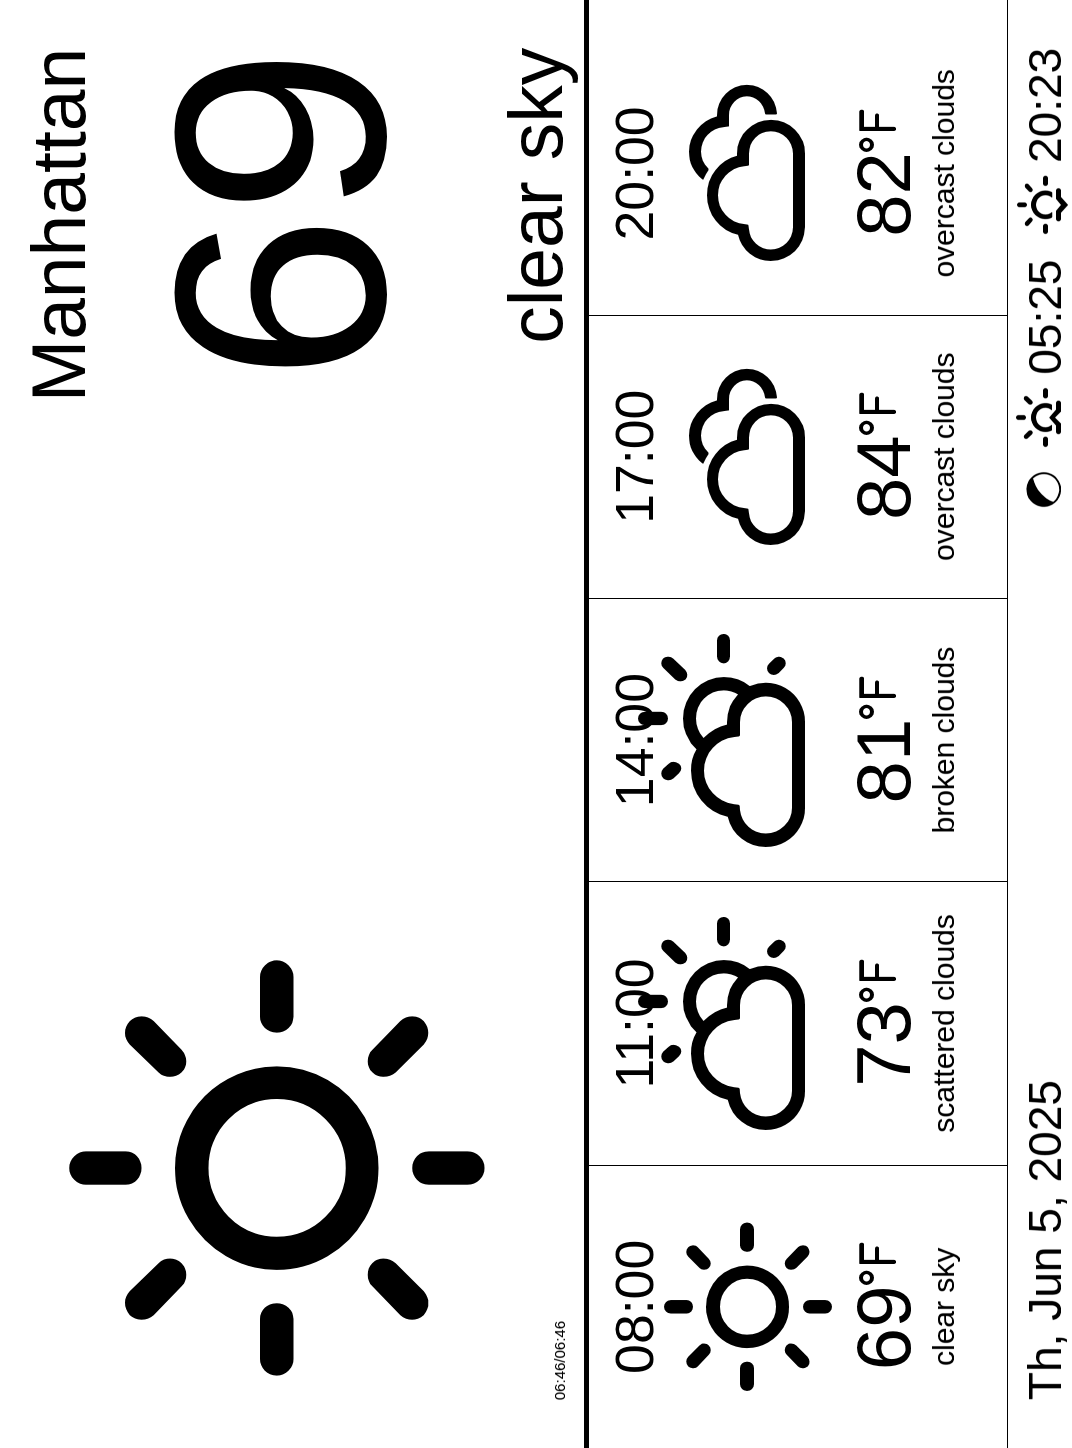 Manhattan
69
clear sky
06:46/06:46
08:00
69°F
clear sky
11:00
73°F
scattered clouds
14:00
81°F
broken clouds
17:00
84°F
overcast clouds
20:00
82°F
overcast clouds
Th, Jun 5, 2025
05:25 20:23